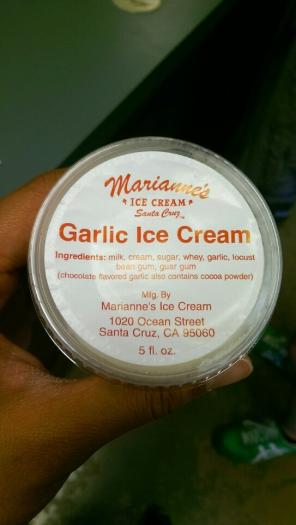 Marianne's
ICE CREAM
Santa Cruz
Garlic Ice Cream
Ingredients: milk, cream, sugar, whey, garlic, locust
bean gum, guar gum
(chocolate flavored garlic also contains cocoa powder)
Mfg. By
Marianne's Ice Cream
1020 Ocean Street
Santa Cruz, CA 95060
5 fl. oz.